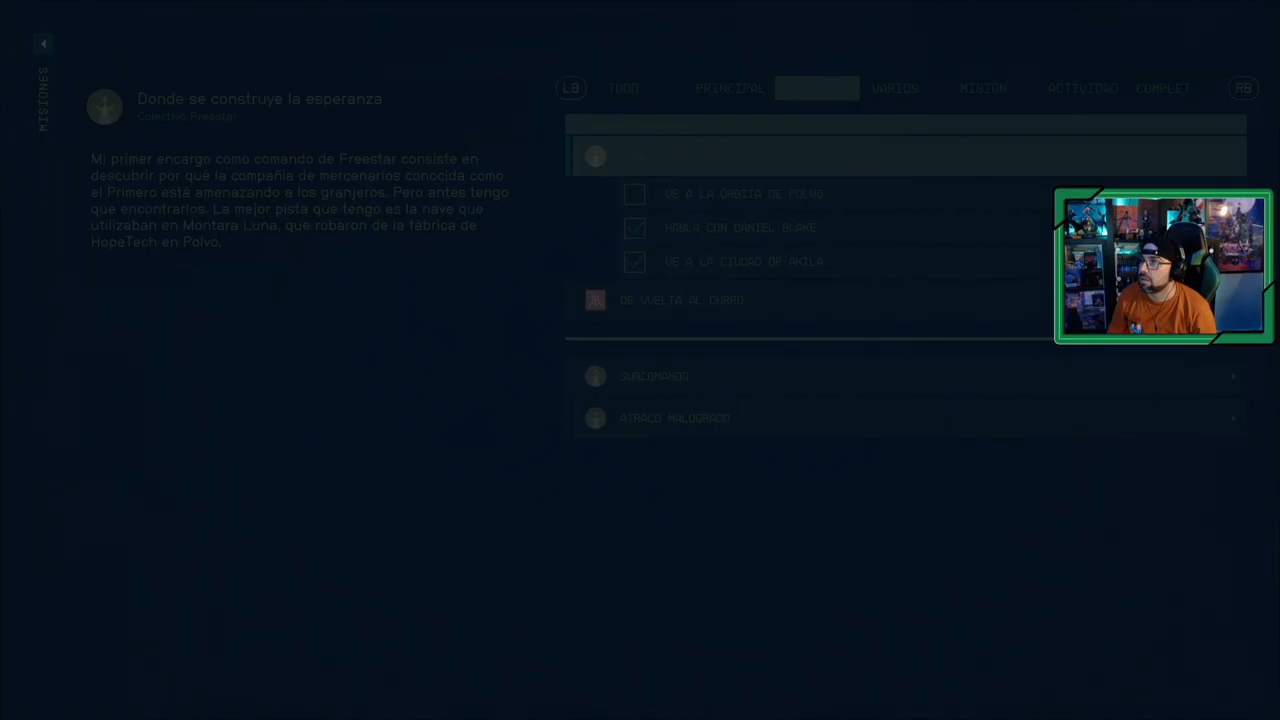 MISIONES
Donde se construye la esperanza
Colectivo Freestar
Mi primer encargo como comando de Freestar consiste en
descubrir por qué la compañía de mercenarios conocida como
el Primero está amenazando a los granjeros. Pero antes tengo
que encontrarlos. La mejor pista que tengo es la nave que
utilizaban en Montara Luna, que robaron de la fábrica de
HopeTech en Polvo.
LB TODO PRINCIPAL VARIOS MISIÓN ACTIVIDAD COMPLET RB
VE A LA ÓRBITA DE POLVO
HABLA CON DANIEL BLAKE
VE A LA CIUDAD DE AKILA
DE VUELTA AL CURRO
SUBCOMANDO
ATRACO MALOGRADO